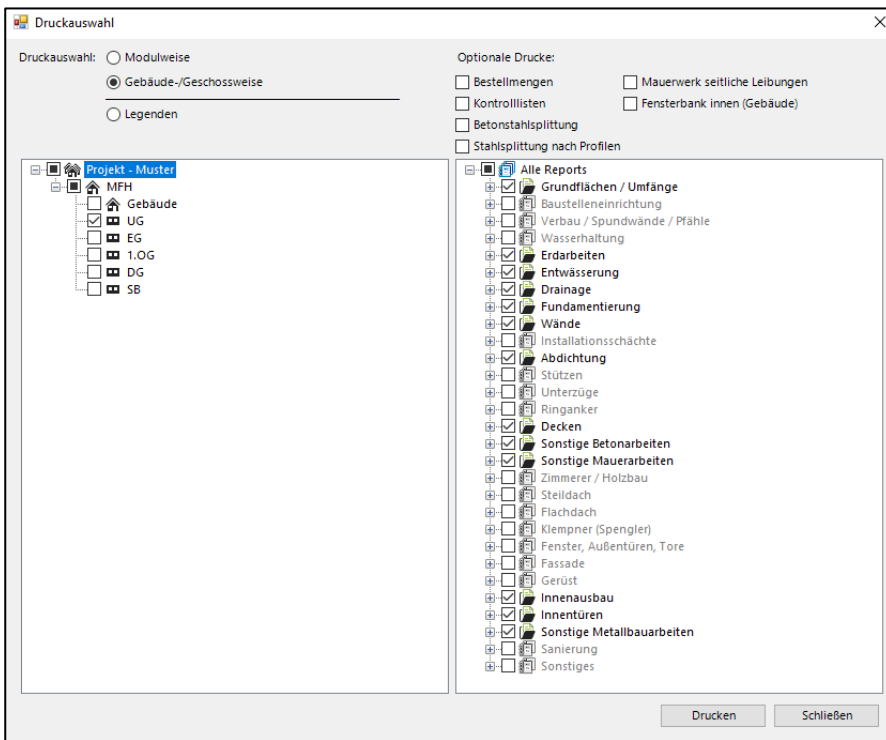 Druckauswahl
Druckauswahl:
Modulweise
Gebäude-/Geschossweise
Legenden
Optionale Drucke:
Bestellmengen
Mauerwerk seitliche Leibungen
Kontrolllisten
Fensterbank innen (Gebäude)
Betonstahlsplittung
Stahlsplittung nach Profilen
Projekt - Muster
MFH
Gebäude
UG
EG
1.OG
DG
SB
Alle Reports
Grundflächen / Umfänge
Baustelleneinrichtung
Verbau / Spundwände / Pfähle
Wasserhaltung
Erdarbeiten
Entwässerung
Drainage
Fundamentierung
Wände
Installationsschächte
Abdichtung
Stützen
Unterzüge
Ringanker
Decken
Sonstige Betonarbeiten
Sonstige Mauerarbeiten
Zimmerer / Holzbau
Steildach
Flachdach
Klempner (Spengler)
Fenster, Außentüren, Tore
Fassade
Gerüst
Innenausbau
Innentüren
Sonstige Metallbauarbeiten
Sanierung
Sonstiges
Drucken
Schließen